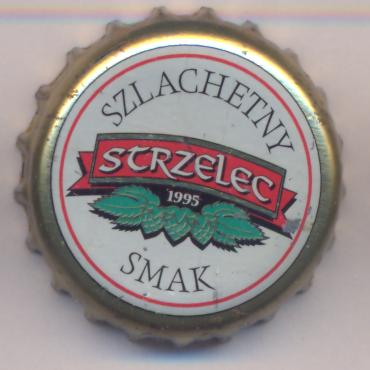 SZLACHETNY
STRZELEC
1995
SMAK